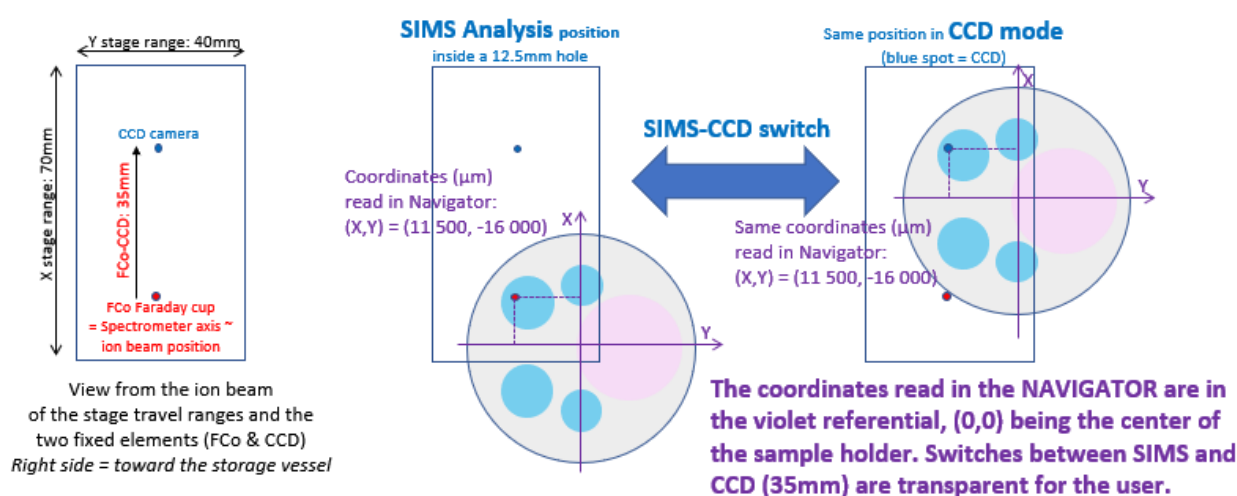 Y stage range: 40mm
X stage range: 70mm
CCD camera
FCo-CCD: 35mm
FCo Faraday cup
= Spectrometer axis ~
ion beam position
View from the ion beam
of the stage travel ranges and the
two fixed elements (FCo & CCD)
Right side = toward the storage vessel
SIMS Analysis position
inside a 12.5mm hole
Coordinates (µm)
read in Navigator:
(X,Y) = (11 500, -16 000)
X
Y
SIMS-CCD switch
Same position in CCD mode
(blue spot = CCD)
X
Y
Same coordinates (µm)
read in Navigator:
(X,Y) = (11 500, -16 000)
The coordinates read in the NAVIGATOR are in
the violet referential, (0,0) being the center of
the sample holder. Switches between SIMS and
CCD (35mm) are transparent for the user.